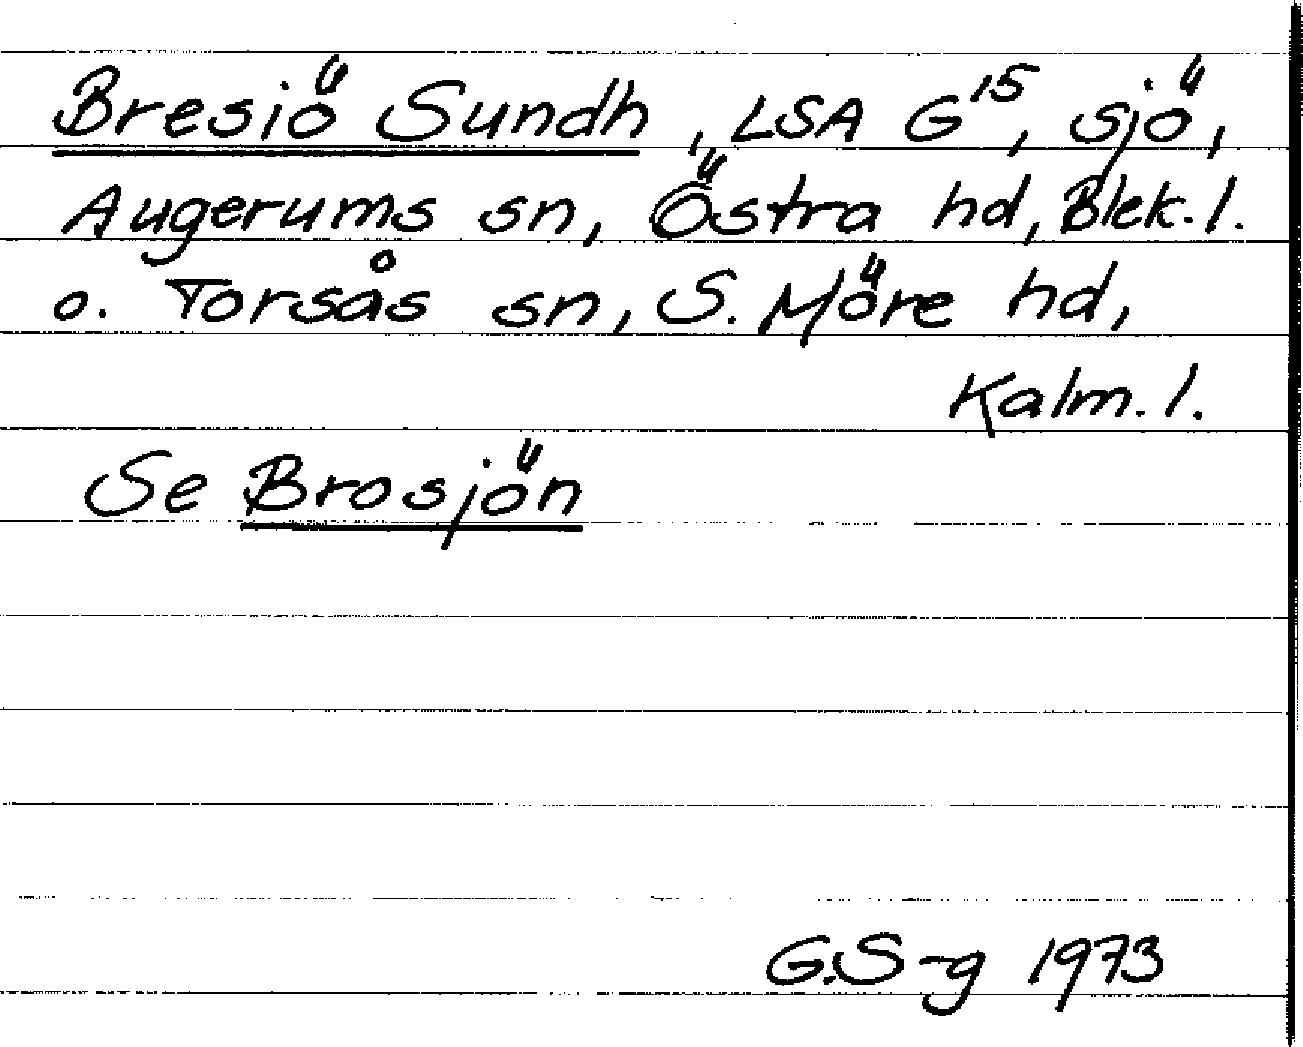 Bresiö Sundh, LSA G15, sjö,
Augerums sn, Östra hd, Blek. l.
o. Torsås sn, S. Möre hd,
Kalm. l.
Se Brosjön
G.S-g 1973